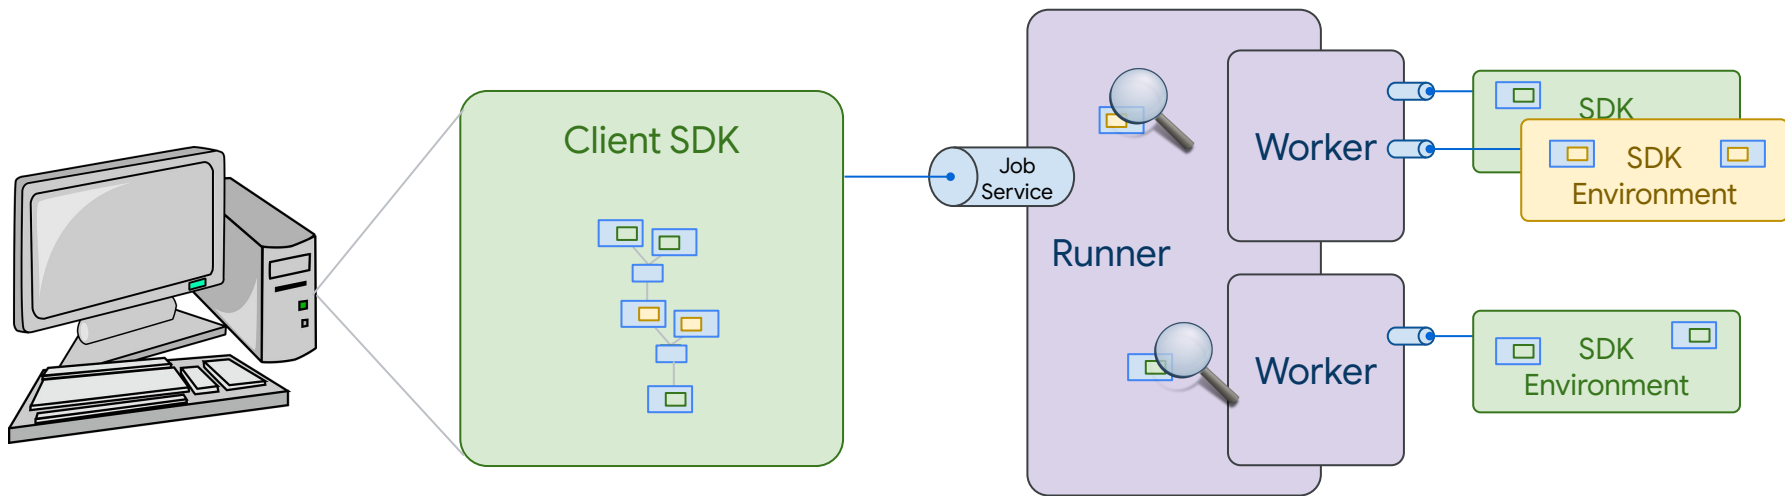 Client SDK
Job
Service
Runner
Worker
Worker
SDK
SDK
Environment
SDK
Environment